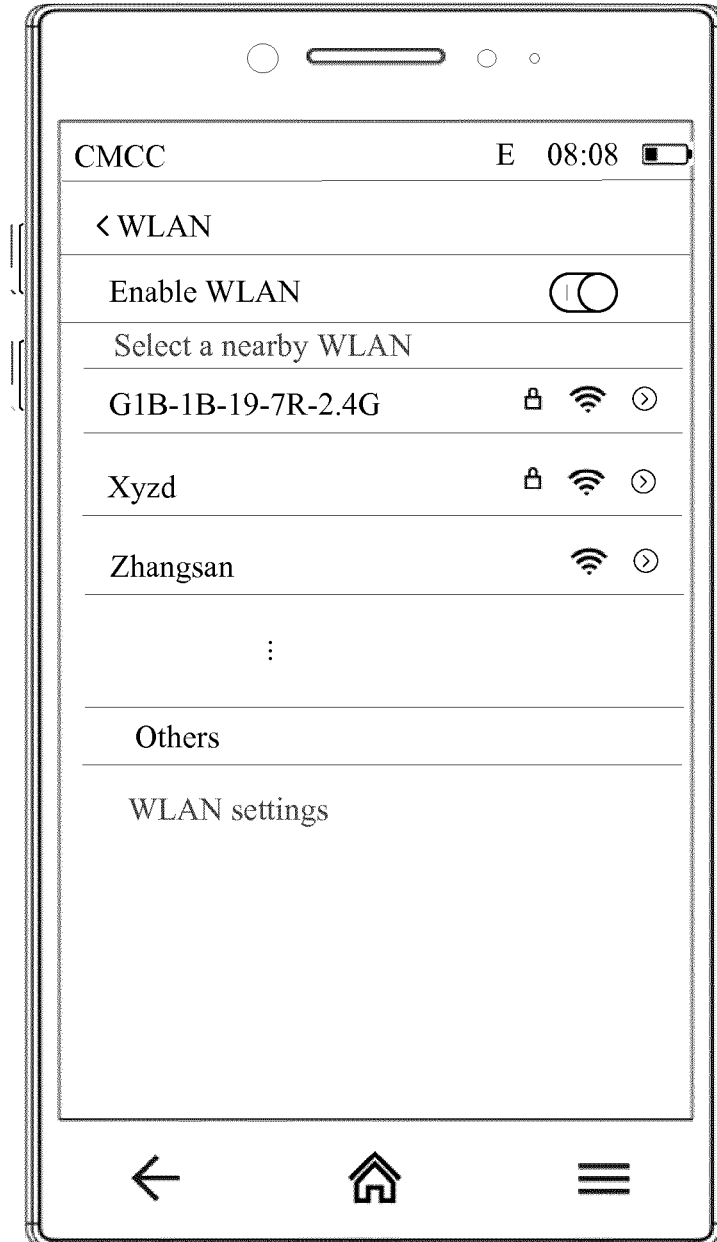 CMCC E 08:08
WLAN
Enable WLAN
Select a nearby WLAN
G1B-1B-19-7R-2.4G
Xyzd
Zhangsan
⋮
Others
WLAN settings